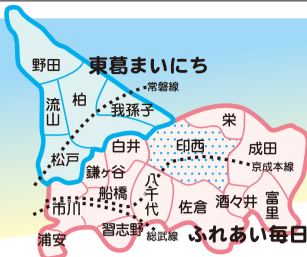 野田
東葛まいにち
常磐線
柏
流山
我孫子
松戸
白井
印西
栄
成田
京成本線
鎌ヶ谷
船橋
八千代
市川
佐倉
酒々井
富里
習志野
浦安
総武線
ふれあい毎日